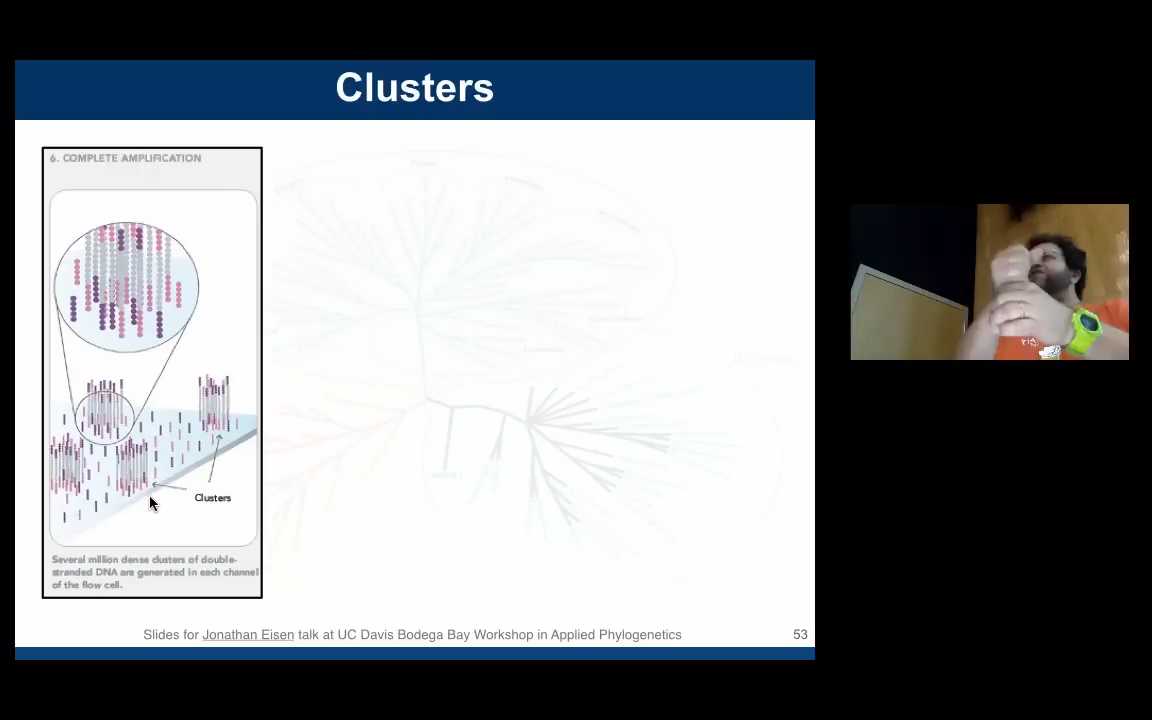 Clusters
6. COMPLETE AMPLIFICATION
Clusters
Several million dense clusters of double-
stranded DNA are generated in each channel
of the flow cell.
Slides for Jonathan Eisen talk at UC Davis Bodega Bay Workshop in Applied Phylogenetics
53